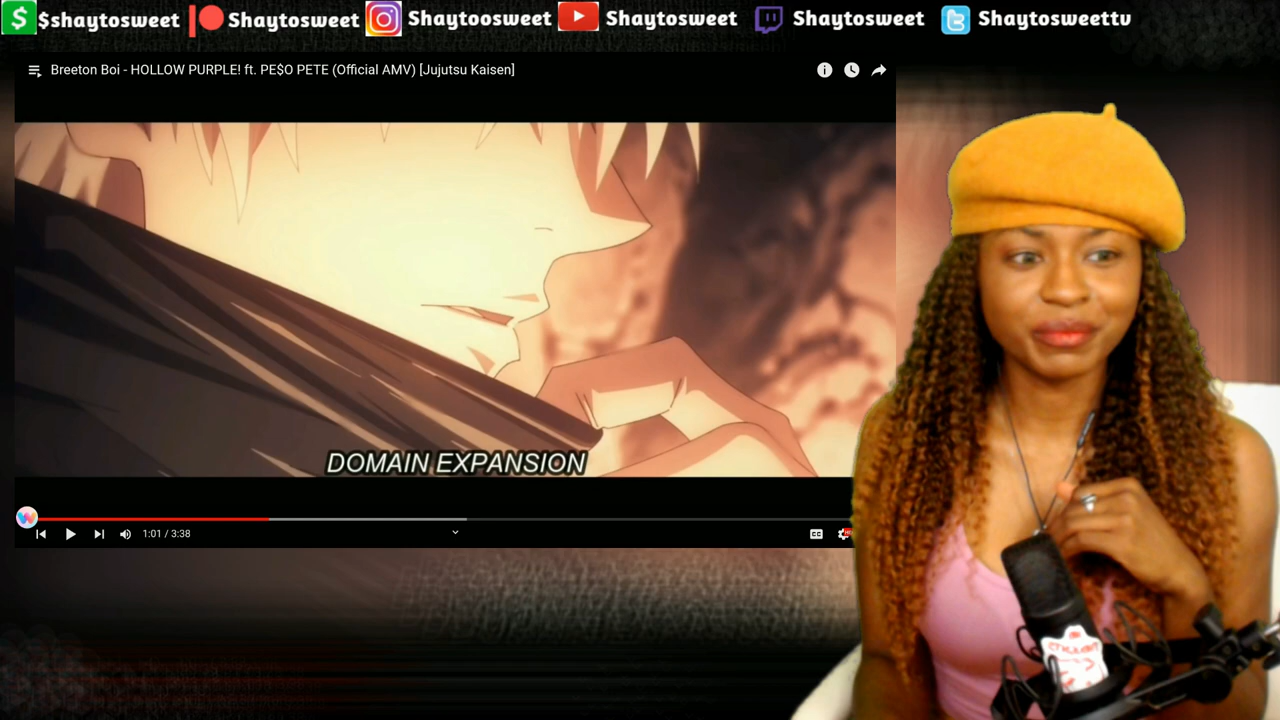 $shaytosweet Shaytosweet Shaytoosweet Shaytosweet Shaytosweet Shaytosweettv
Breeton Boi - HOLLOW PURPLE! ft. PE$O PETE (Official AMV) [Jujutsu Kaisen]
DOMAIN EXPANSION
1:01 / 3:38
CC